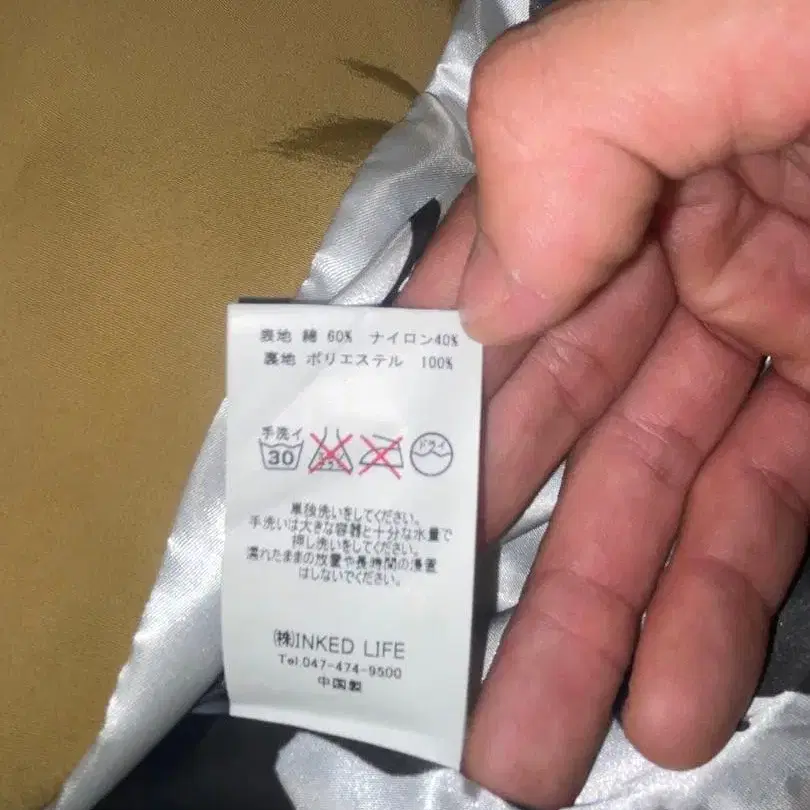 表地 綿 60% ナイロン40%
裏地 ポリエステル 100%
手洗イ
30
ドライ
単独洗いをしてください。
手洗いは大きな容器と十分な水量で
押し洗いをしてください。
濡れたままの放置や長時間の浸置
はしないでください。
(株)INKED LIFE
Tel.047-474-9500
中国製